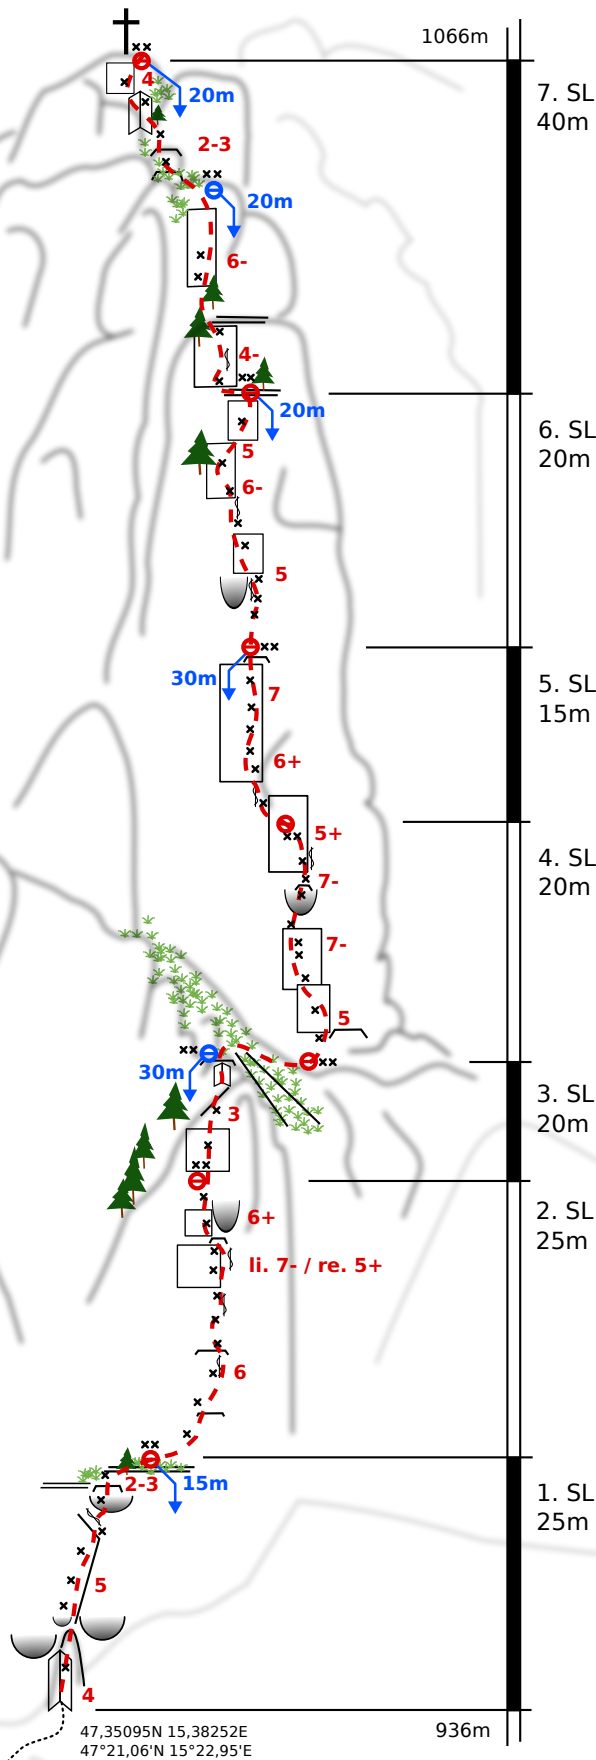 1066m
4
20m
7. SL
40m
2-3
20m
6-
4-
20m
6. SL
20m
5
6-
5
30m
5. SL
15m
7
6+
5+
4. SL
20m
7-
7-
5
30m
3. SL
20m
3
2. SL
25m
6+
li. 7- / re. 5+
6
2-3
15m
1. SL
25m
5
4
47,35095N 15,38252E
936m
47°21,06'N 15°22,95'E